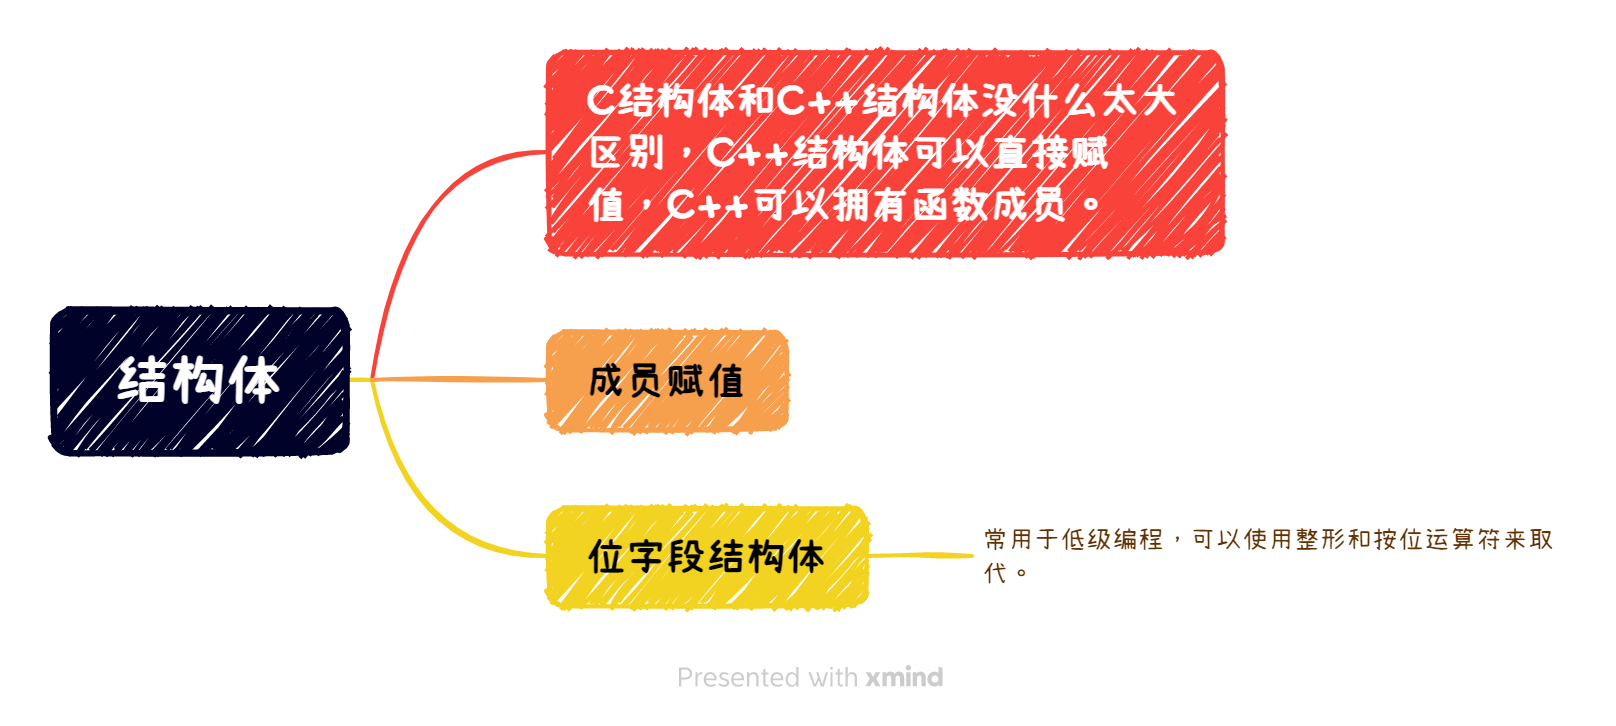 C结构体和C++结构体没什么太大
区别，C++结构体可以直接赋
值，C++可以拥有函数成员。
结构体
成员赋值
位字段结构体
常用于低级编程，可以使用整形和按位运算符来取
代。
Presented with xmind